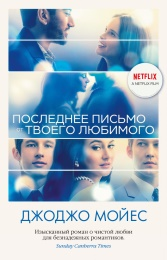 NETFLIX
A NETFLIX FILM
ПОСЛЕДНЕЕ ПИСЬМО
ОТ ТВОЕГО ЛЮБИМОГО
ДЖОДЖО МОЙЕС
Изысканный роман о чистой любви
для безнадежных романтиков
Sunday Canberra Times